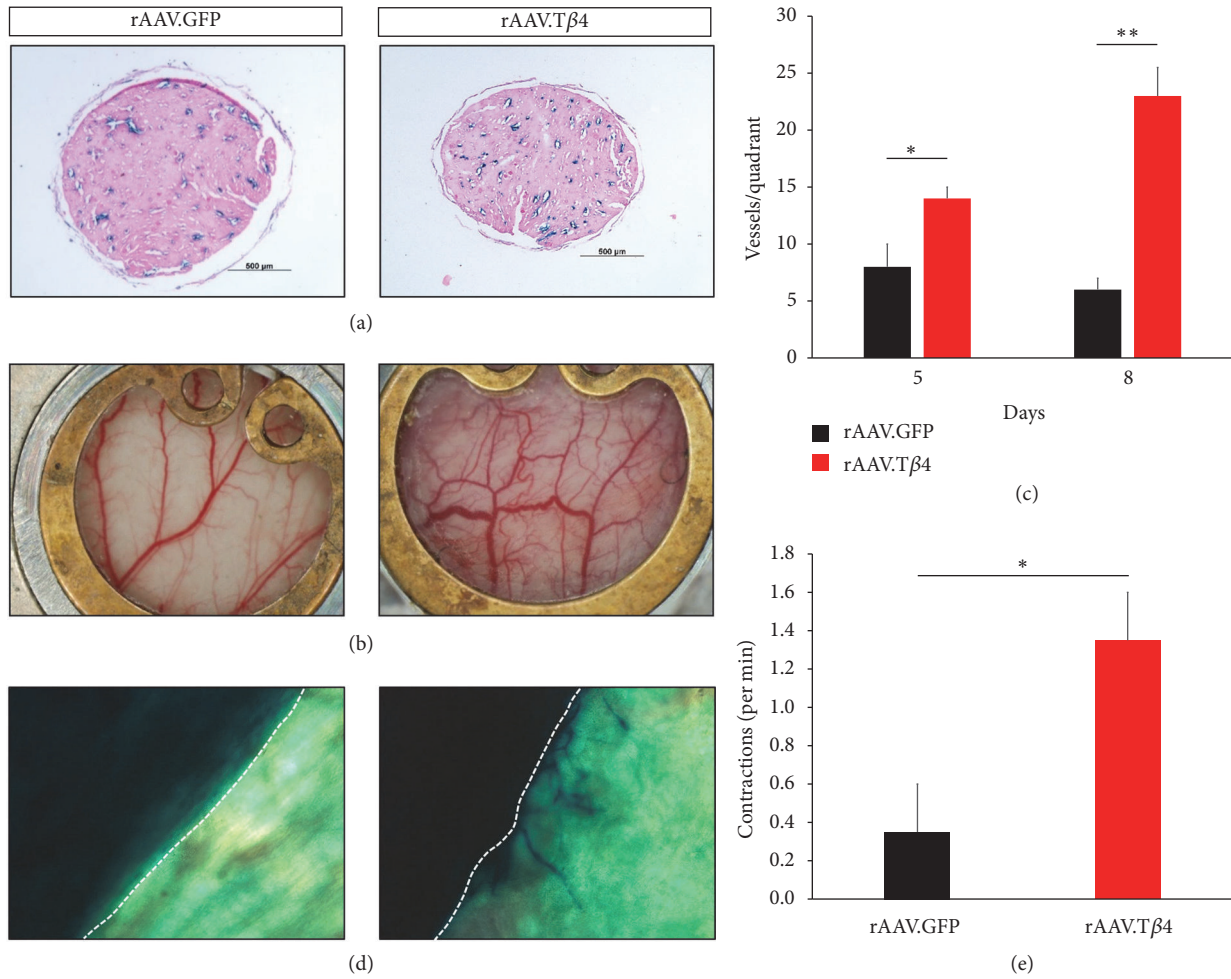 rAAV.GFP
rAAV.Tβ4
500 μm
500 μm
(a)
(b)
(d)
30
25
20
15
10
5
0
Vessels/quadrant
*
**
5
8
Days
rAAV.GFP
rAAV.Tβ4
(c)
1.8
1.6
1.4
1.2
1.0
0.8
0.6
0.4
0.2
0.0
Contractions (per min)
*
rAAV.GFP
rAAV.Tβ4
(e)